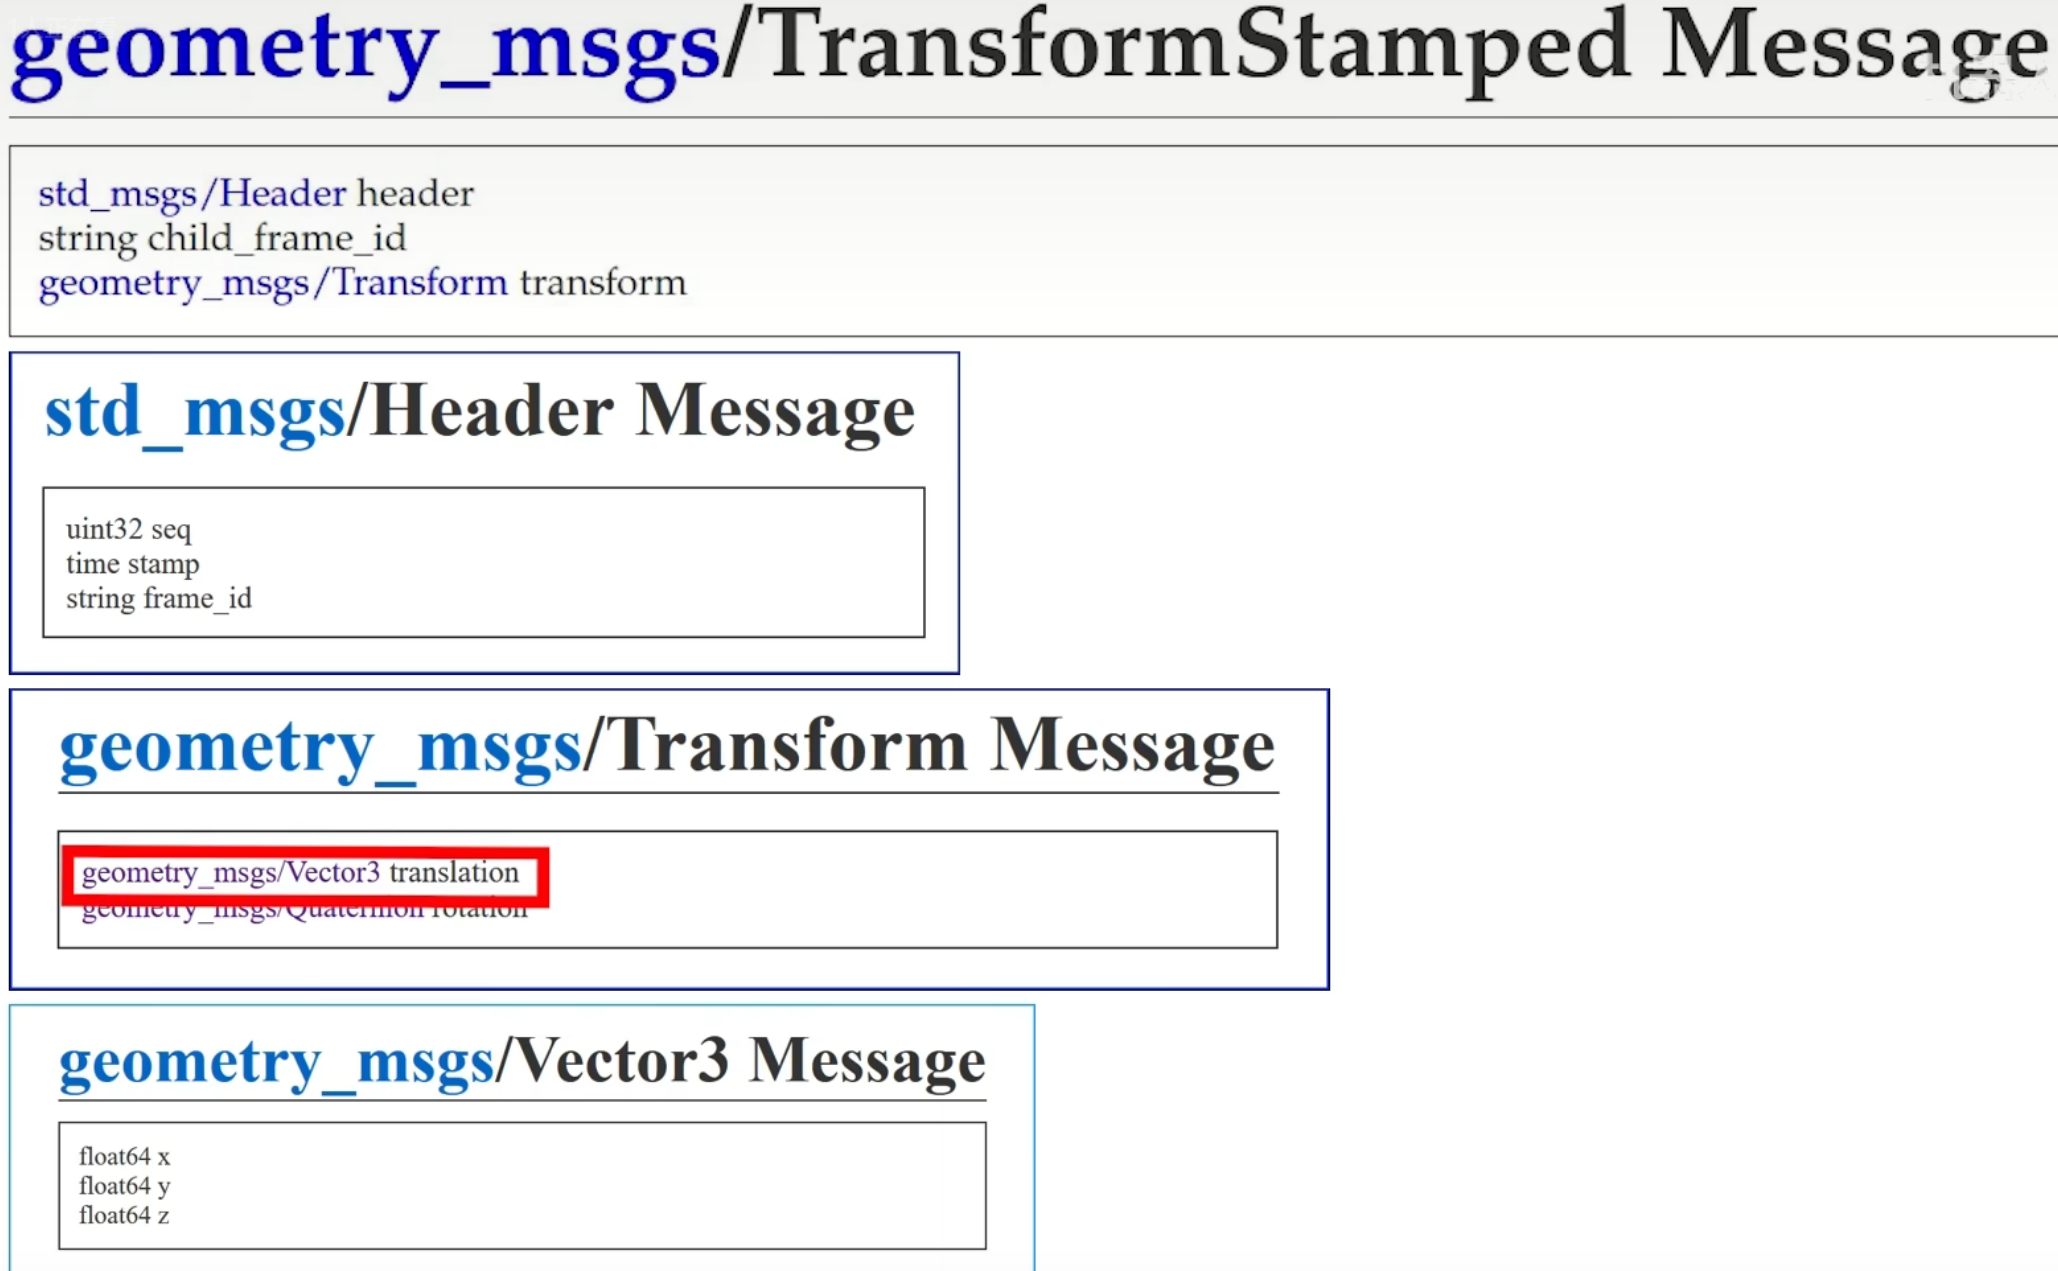 geometry_msgs/TransformStamped Message
std_msgs/Header header
string child_frame_id
geometry_msgs/Transform transform
std_msgs/Header Message
uint32 seq
time stamp
string frame_id
geometry_msgs/Transform Message
geometry_msgs/Vector3 translation
geometry_msgs/Quaternion rotation
geometry_msgs/Vector3 Message
float64 x
float64 y
float64 z